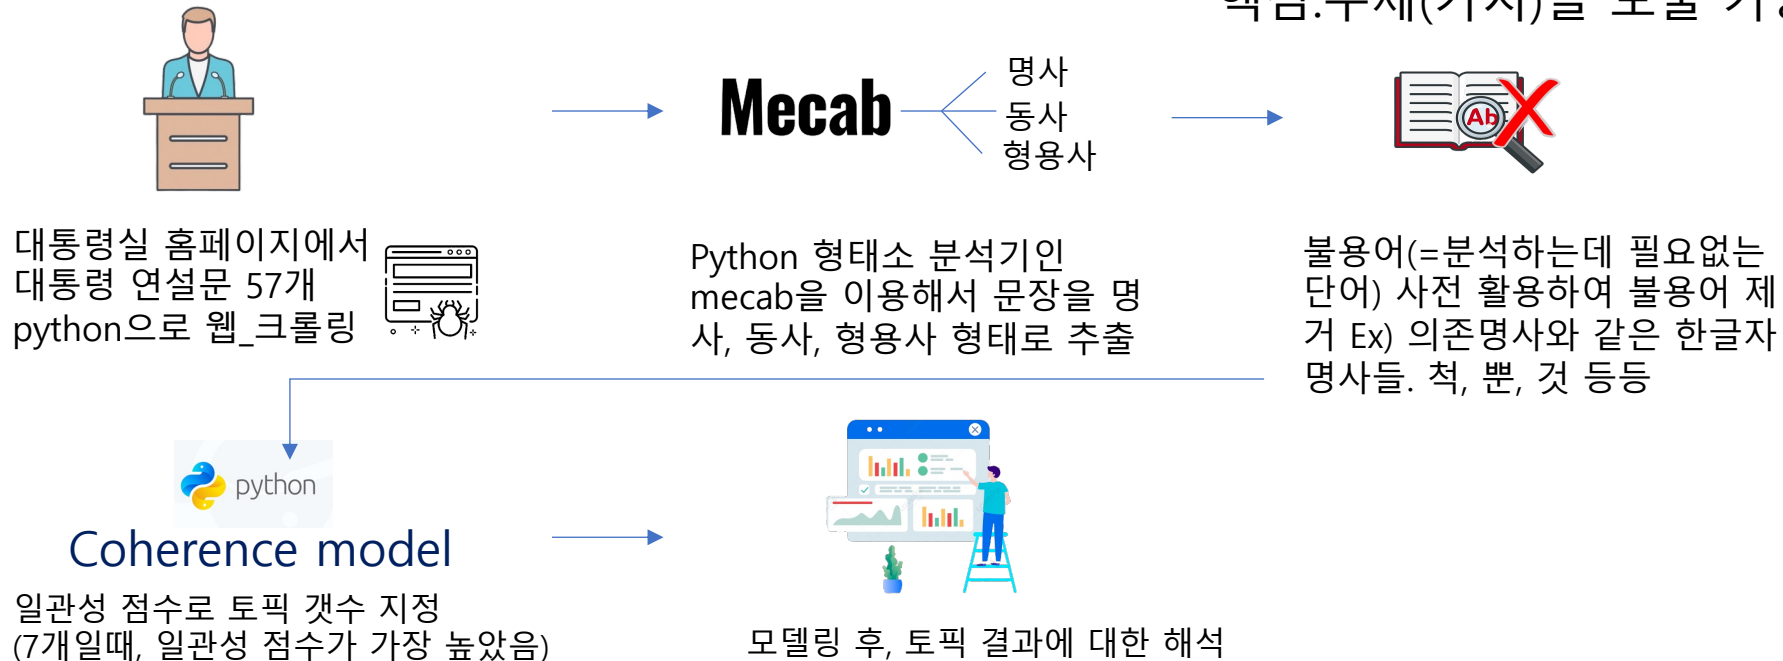 Mecab
명사
동사
형용사
Ab
대통령실 홈페이지에서
대통령 연설문 57개
python으로 웹_크롤링
Python 형태소 분석기인
mecab을 이용해서 문장을 명
사, 동사, 형용사 형태로 추출
불용어(=분석하는데 필요없는
단어) 사전 활용하여 불용어 제
거 Ex) 의존명사와 같은 한글자
명사들. 척, 뿐, 것 등등
python
Coherence model
일관성 점수로 토픽 갯수 지정
(7개일때, 일관성 점수가 가장 높았음)
모델링 후, 토픽 결과에 대한 해석